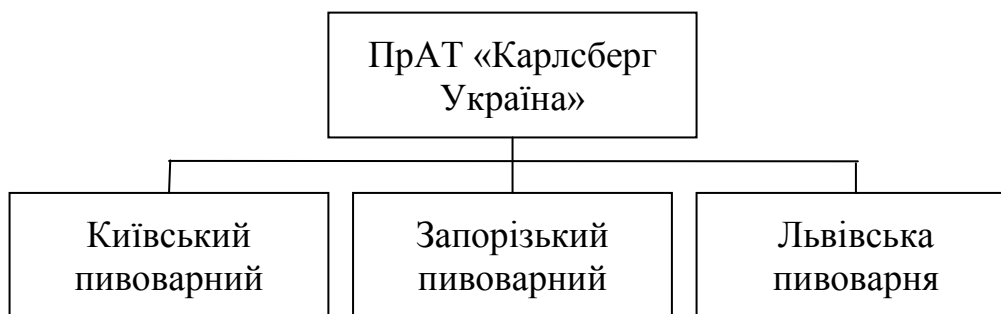 ПрАТ «Карлсберг
Україна»
Київський
пивоварний
Запорізький
пивоварний
Львівська
пивоварня